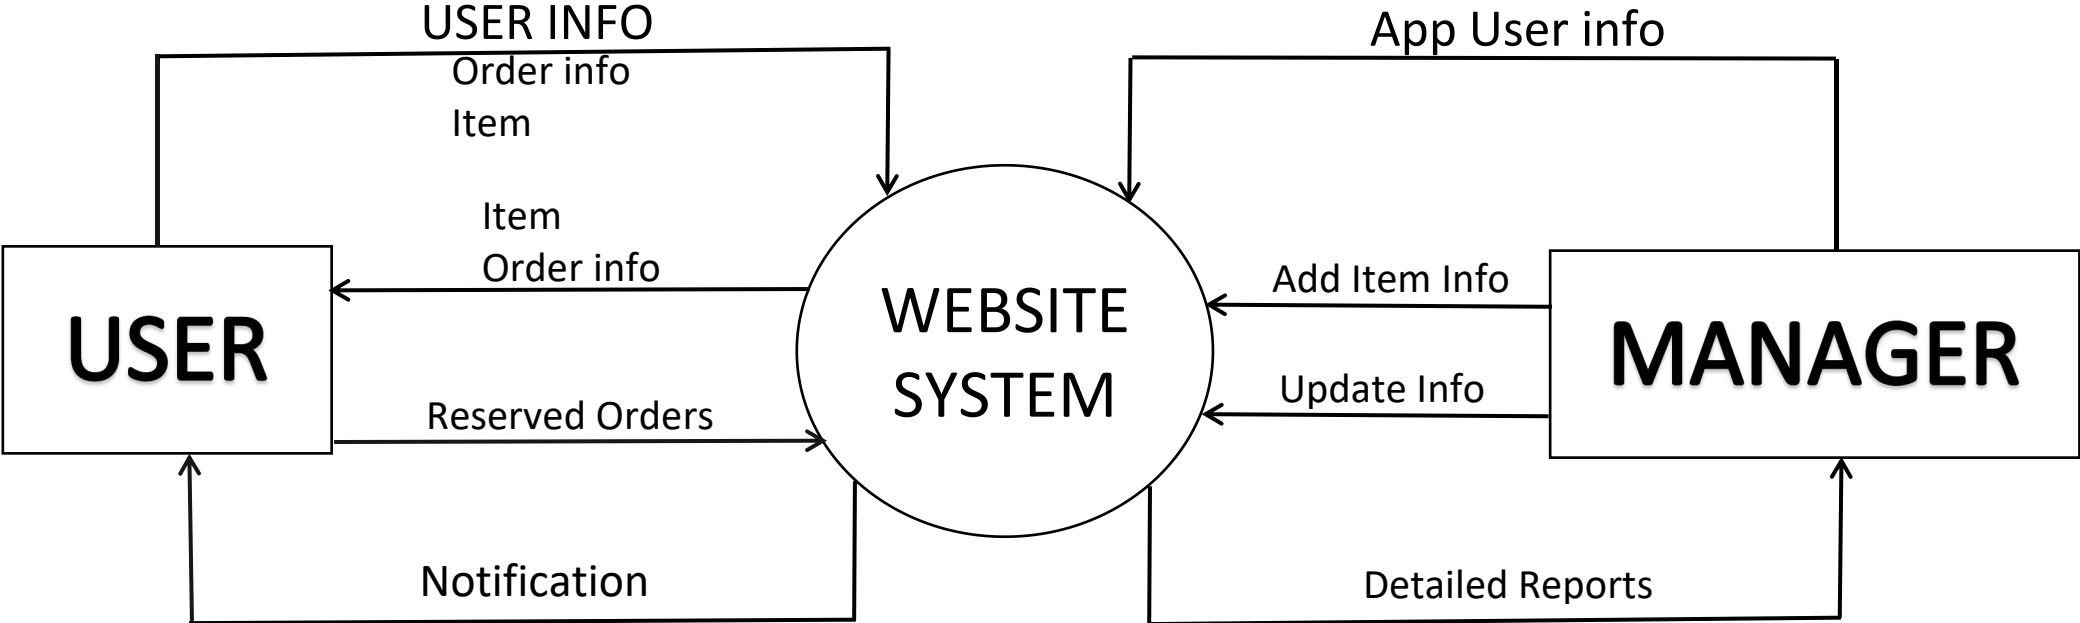 USER INFO
Order info
Item
App User info
Item
Order info
USER
WEBSITE
SYSTEM
Add Item Info
MANAGER
Update Info
Reserved Orders
Notification
Detailed Reports